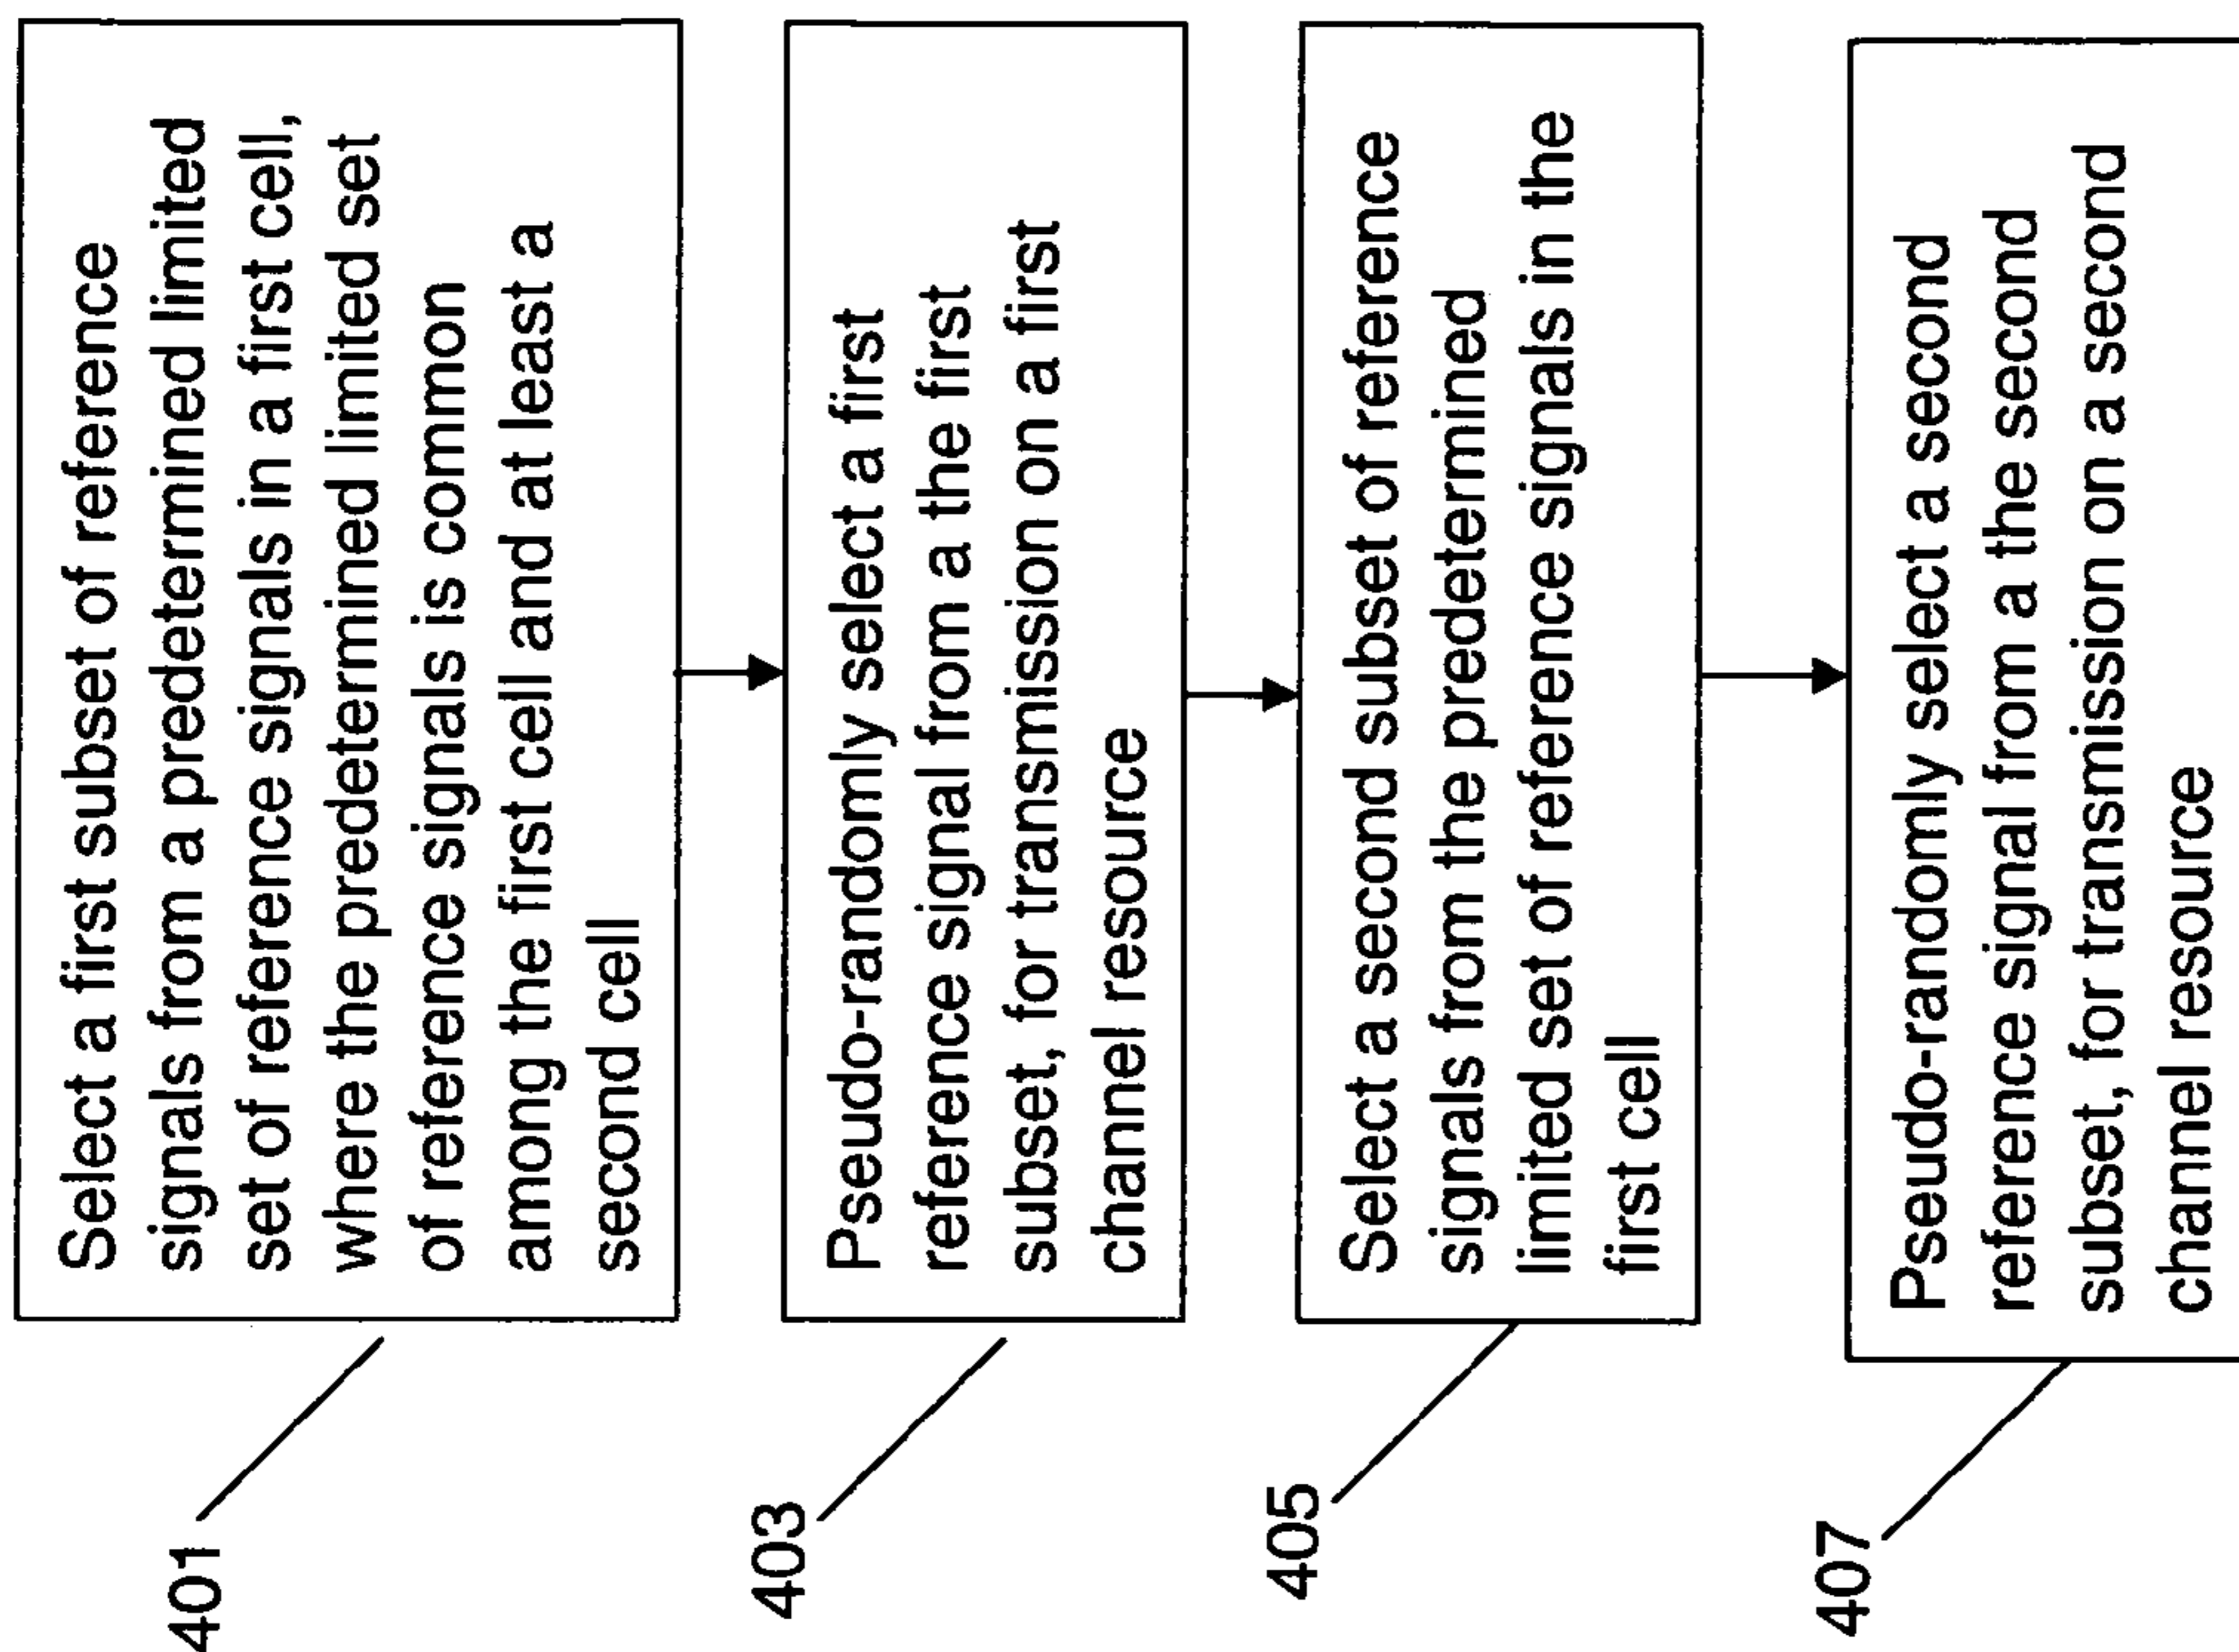 401
Select a first subset of reference
signals from a predetermined limited
set of reference signals in a first cell,
where the predetermined limited set
of reference signals is common
among the first cell and at least a
second cell
403
Pseudo-randomly select a first
reference signal from a the first
subset, for transmission on a first
channel resource
405
Select a second subset of reference
signals from the predetermined
limited set of reference signals in the
first cell
407
Pseudo-randomly select a second
reference signal from a the second
subset, for transmission on a second
channel resource